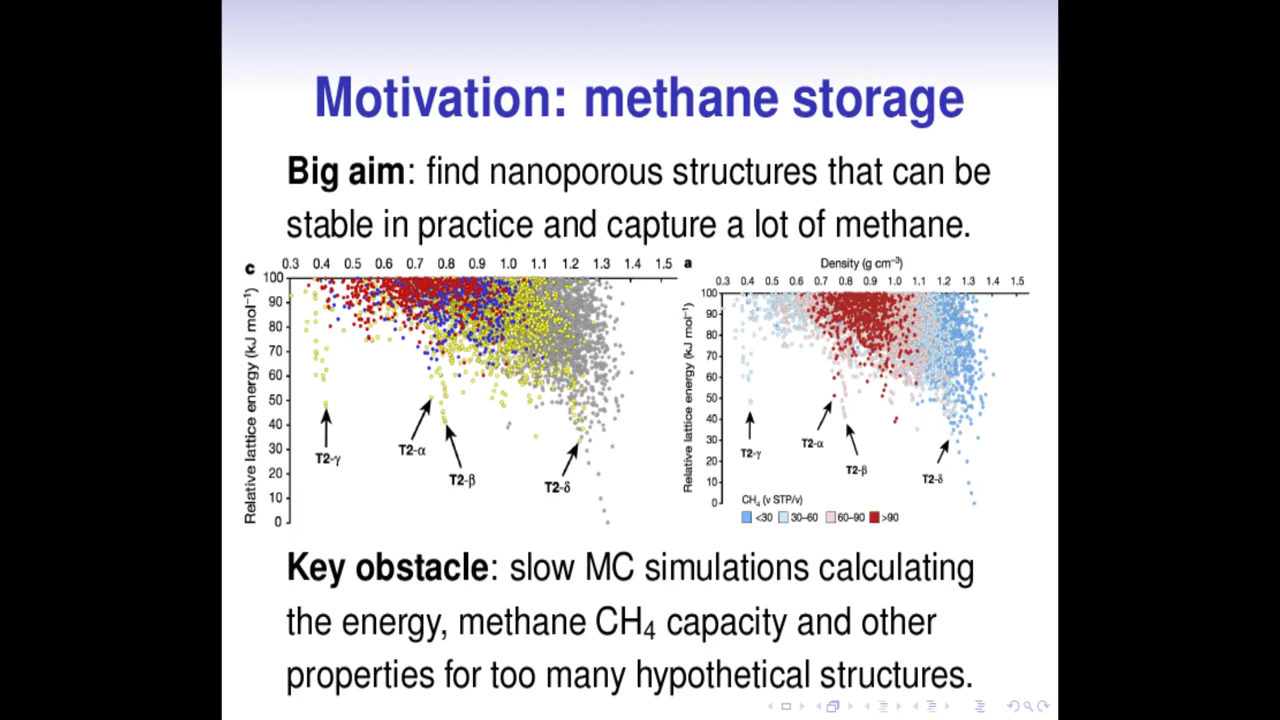 Motivation: methane storage
Big aim: find nanoporous structures that can be
stable in practice and capture a lot of methane.
c
0.3 0.4 0.5 0.6 0.7 0.8 0.9 1.0 1.1 1.2 1.3 1.4 1.5
Relative lattice energy (kJ mol⁻¹)
100
90
80
70
60
50
40
30
20
10
0
T2-γ
T2-α
T2-β
T2-δ
a
Density (g cm⁻³)
0.3 0.4 0.5 0.6 0.7 0.8 0.9 1.0 1.1 1.2 1.3 1.4 1.5
Relative lattice energy (kJ mol⁻¹)
100
90
80
70
60
50
40
30
20
10
0
T2-γ
T2-α
T2-β
T2-δ
CH₄ (v STP/v)
<30 30–60 60–90 >90
Key obstacle: slow MC simulations calculating
the energy, methane CH₄ capacity and other
properties for too many hypothetical structures.